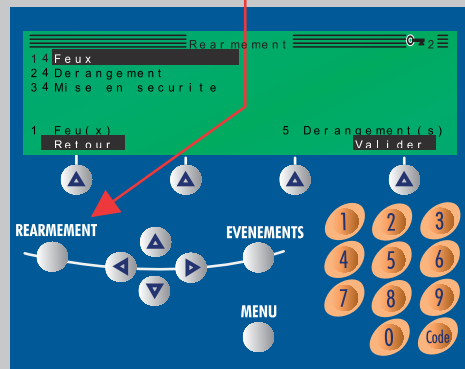 Rearmement 2
1 4 Feux
2 4 Derangement
3 4 Mise en securite
1 Feu(x) 5 Derangement(s)
Retour Valider
REARMEMENT EVENEMENTS
MENU
1 2 3
4 5 6
7 8 9
0 Code